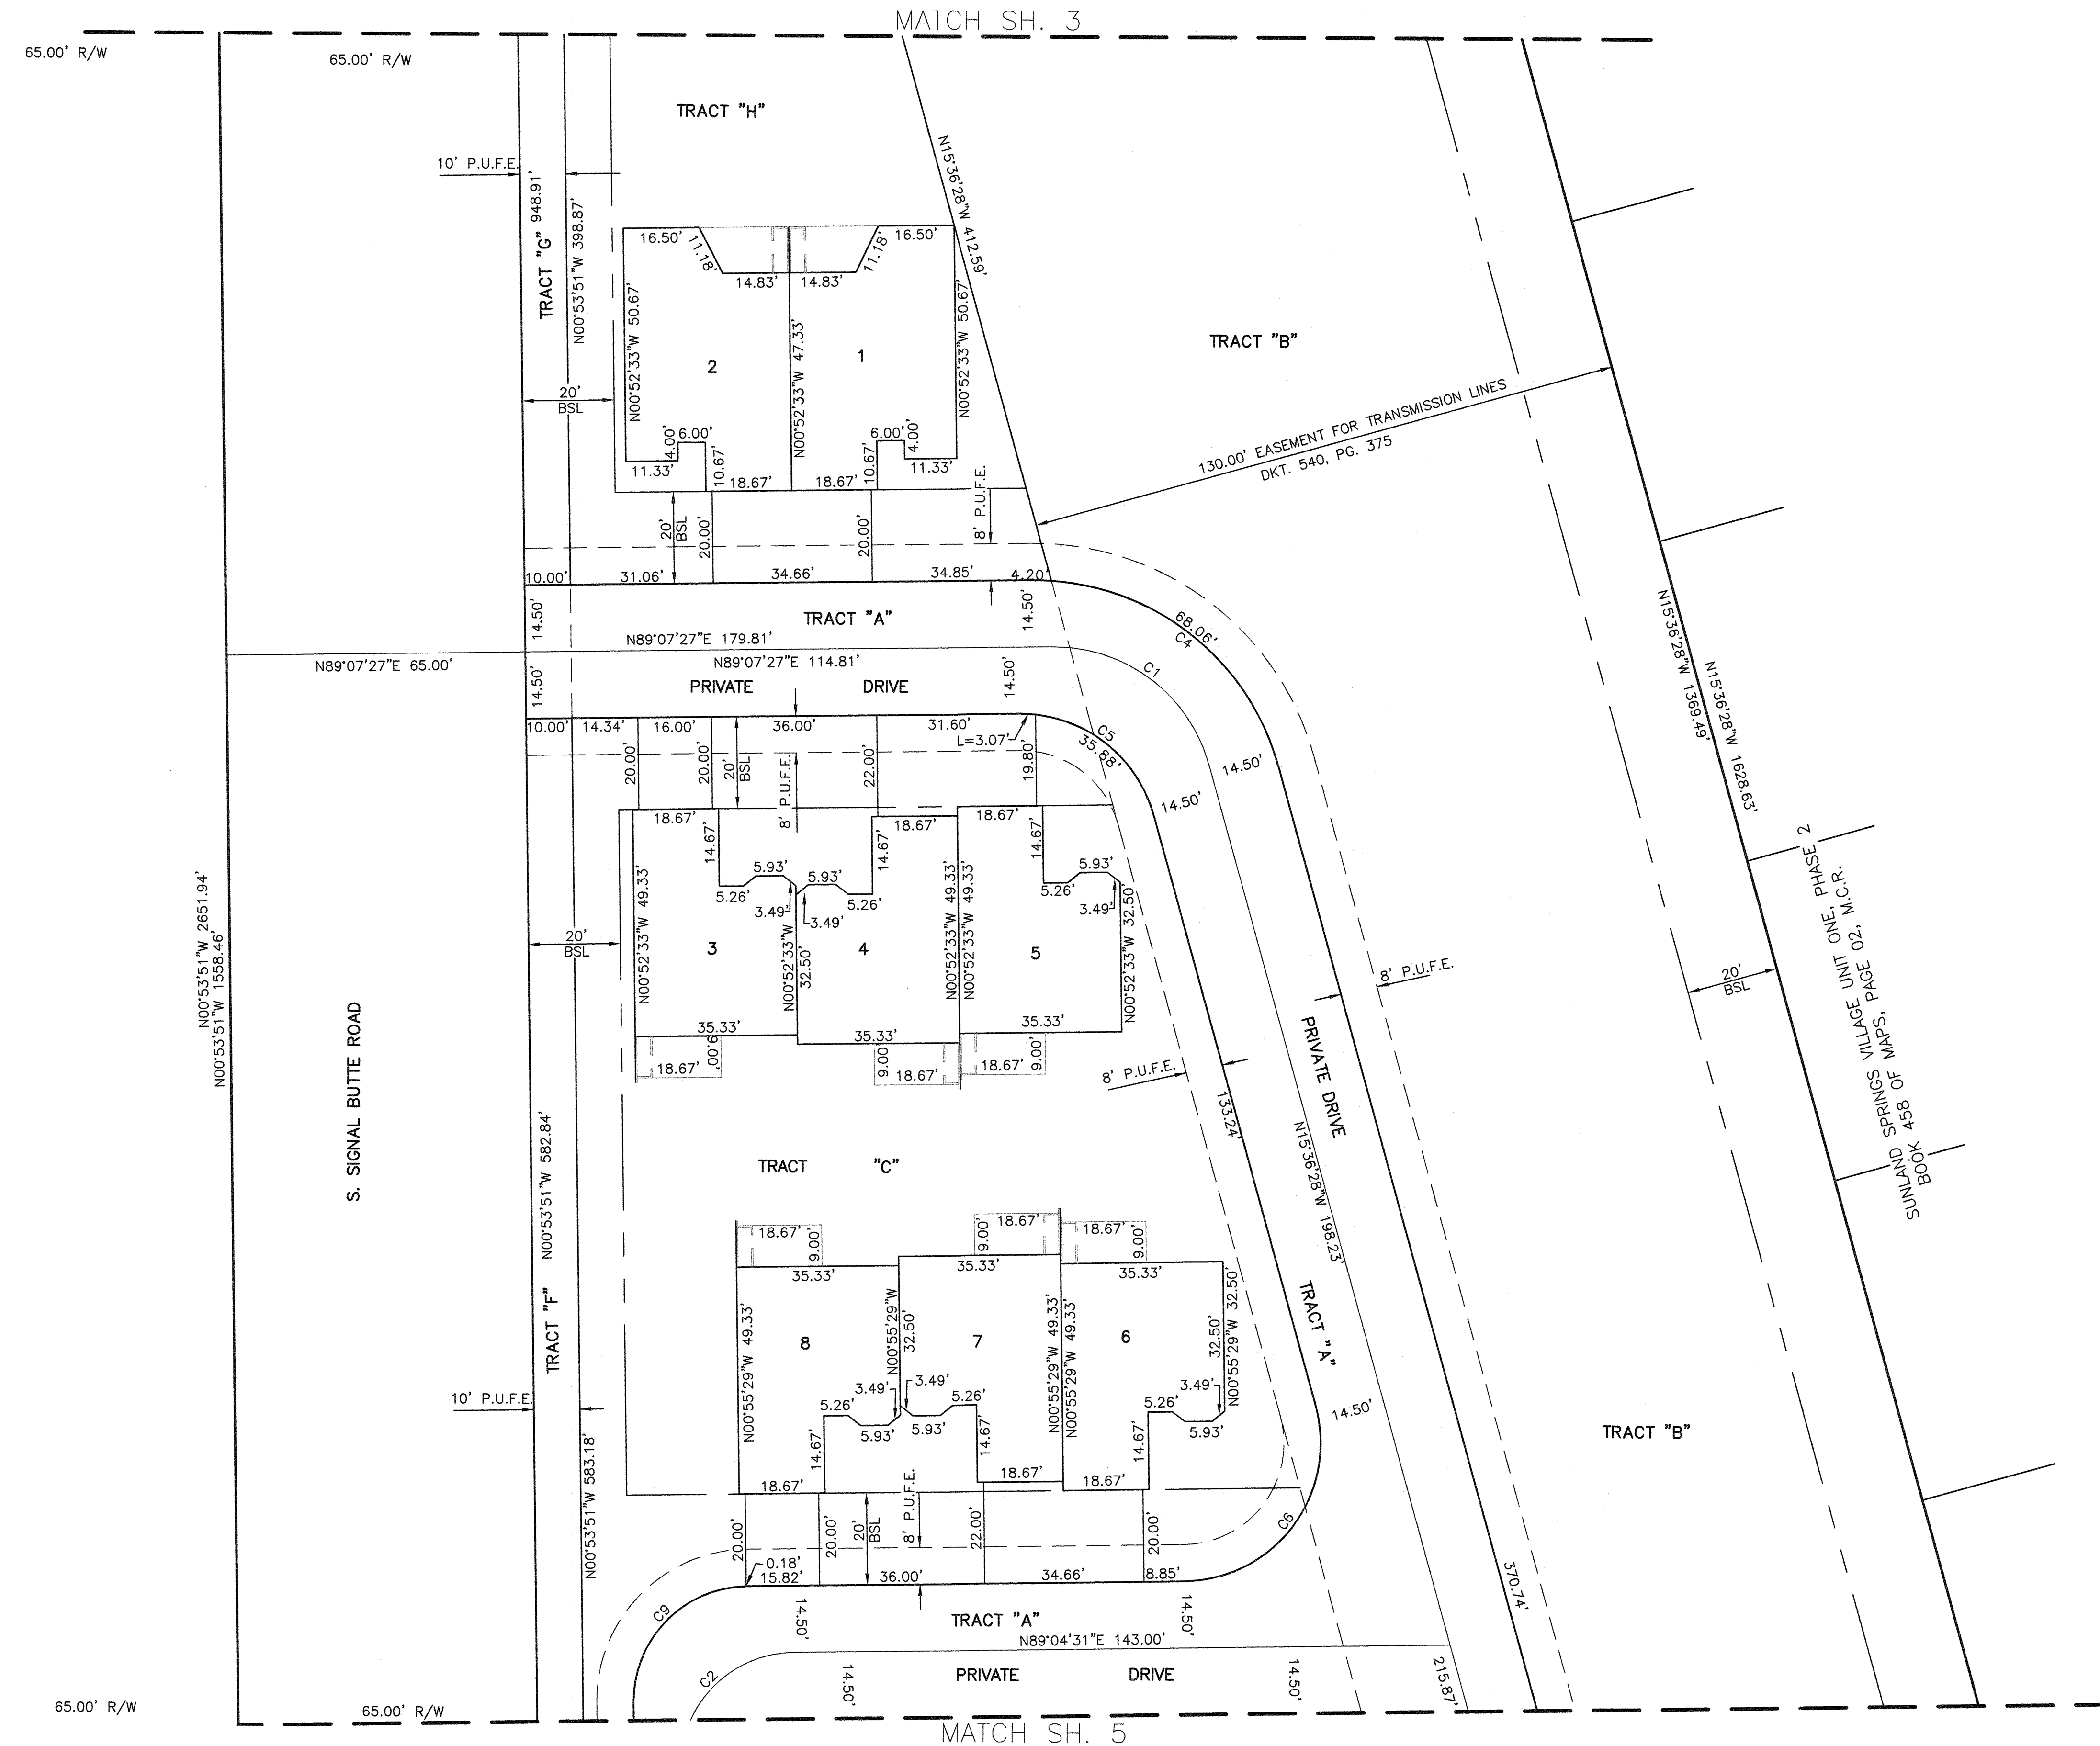 MATCH SH. 3
65.00' R/W
65.00' R/W
TRACT "H"
10' P.U.F.E.
TRACT "G"
948.91'
N00°53'51"W 398.87'
N15°36'28"W 412.59'
16.50'
11.18'
14.83'
14.83'
11.18'
16.50'
N00°52'33"W 50.67'
N00°52'33"W 47.33'
N00°52'33"W 50.67'
2
1
TRACT "B"
20'
BSL
130.00' EASEMENT FOR TRANSMISSION LINES
DKT. 540, PG. 375
4.00'
6.00'
11.33'
10.67'
18.67'
18.67'
10.67'
6.00'
4.00'
11.33'
20'
BSL
20.00'
20.00'
8' P.U.F.E.
10.00'
31.06'
34.66'
34.85'
4.20'
14.50'
TRACT "A"
14.50'
68.06'
C4
N89°07'27"E 179.81'
N89°07'27"E 65.00'
N89°07'27"E 114.81'
C1
14.50'
PRIVATE DRIVE
14.50'
N15°36'28"W 1369.49'
N15°36'28"W 1628.63'
10.00'
14.34'
16.00'
36.00'
31.60'
L=3.07'
C5
35.88'
20.00'
20.00'
20'
BSL
8' P.U.F.E.
22.00'
19.80'
14.50'
14.50'
18.67'
14.67'
5.26'
5.93'
3.49'
3.49'
5.93'
5.26'
14.67'
18.67'
18.67'
14.67'
5.26'
5.93'
3.49'
N00°52'33"W 49.33'
3
N00°52'33"W
32.50'
4
N00°52'33"W 49.33'
N00°52'33"W 49.33'
5
N00°52'33"W 32.50'
20'
BSL
N00°53'51"W 2651.94'
N00°53'51"W 1558.46'
S. SIGNAL BUTTE ROAD
35.33'
35.33'
35.33'
18.67'
9.00'
9.00'
18.67'
18.67'
9.00'
8' P.U.F.E.
8' P.U.F.E.
20'
BSL
SUNLAND SPRINGS VILLAGE UNIT ONE, PHASE 2
BOOK 458 OF MAPS, PAGE 02, M.C.R.
PRIVATE DRIVE
133.24'
N15°36'28"W 198.23'
TRACT "C"
N00°53'51"W 582.84'
TRACT "F"
18.67'
9.00'
9.00'
18.67'
18.67'
9.00'
35.33'
35.33'
35.33'
N00°55'29"W 49.33'
8
N00°55'29"W
32.50'
7
N00°55'29"W 49.33'
N00°55'29"W 49.33'
6
32.50'
N00°55'29"W 32.50'
TRACT "A"
10' P.U.F.E.
3.49'
5.26'
5.93'
14.67'
18.67'
3.49'
5.93'
5.26'
14.67'
18.67'
5.26'
3.49'
5.93'
14.67'
18.67'
14.50'
TRACT "B"
N00°53'51"W 583.18'
20.00'
20.00'
20'
BSL
8' P.U.F.E.
22.00'
20.00'
C6
0.18'
15.82'
36.00'
34.66'
8.85'
370.74'
C9
14.50'
TRACT "A"
14.50'
N89°04'31"E 143.00'
C2
14.50'
PRIVATE DRIVE
14.50'
215.87'
65.00' R/W
65.00' R/W
MATCH SH. 5